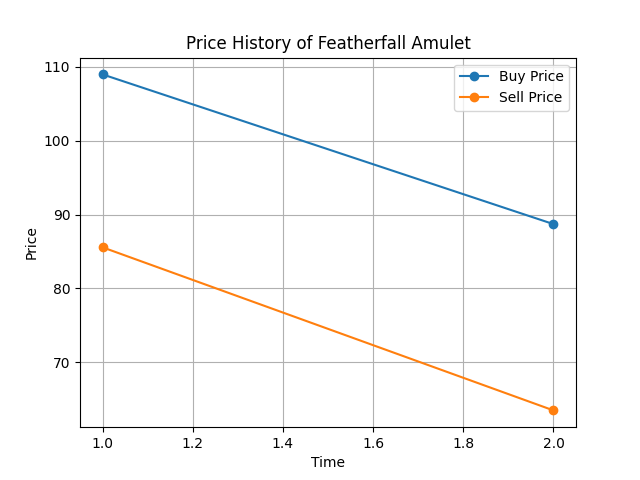 Price History of Featherfall Amulet
Buy Price
Sell Price
110
100
90
80
70
Price
1.0 1.2 1.4 1.6 1.8 2.0
Time